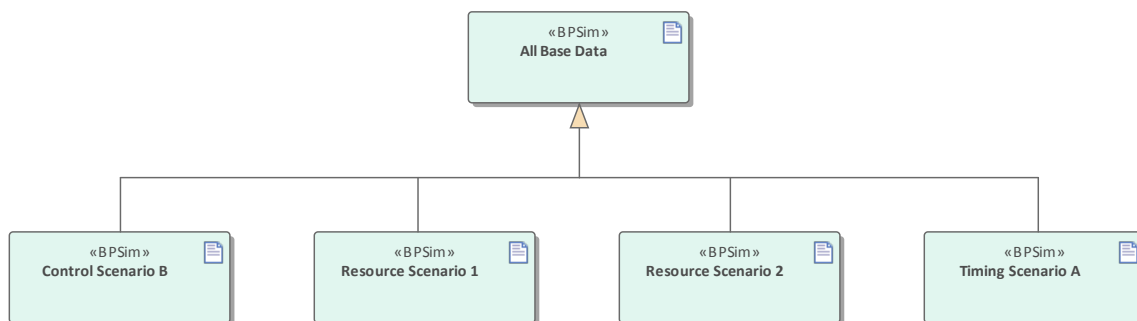 «BPSim»
All Base Data
«BPSim»
Control Scenario B
«BPSim»
Resource Scenario 1
«BPSim»
Resource Scenario 2
«BPSim»
Timing Scenario A